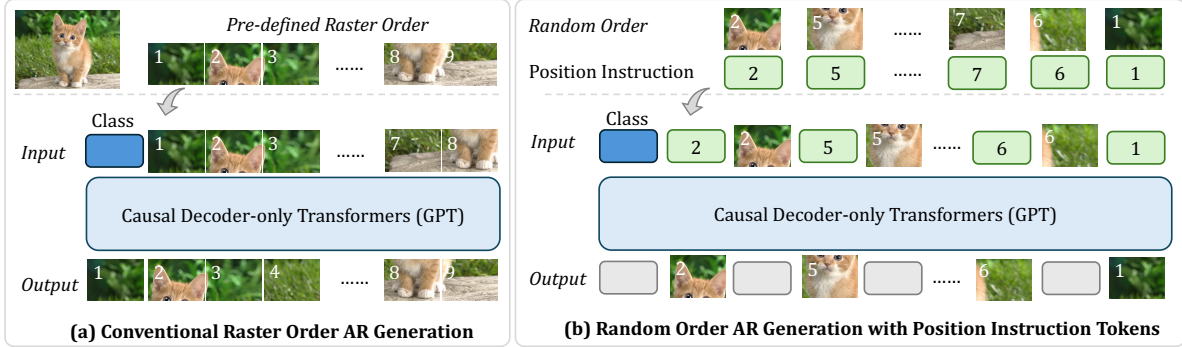 Pre-defined Raster Order
1 2 3 …… 8 9
Class
Input
1 2 3 …… 7 8
Causal Decoder-only Transformers (GPT)
Output
1 2 3 4 …… 8 9
(a) Conventional Raster Order AR Generation
Random Order
2 5 …… 7 6 1
Position Instruction
2 5 …… 7 6 1
Class
Input
2 2 5 5 …… 6 6 1
Causal Decoder-only Transformers (GPT)
Output
2 5 …… 6 1
(b) Random Order AR Generation with Position Instruction Tokens